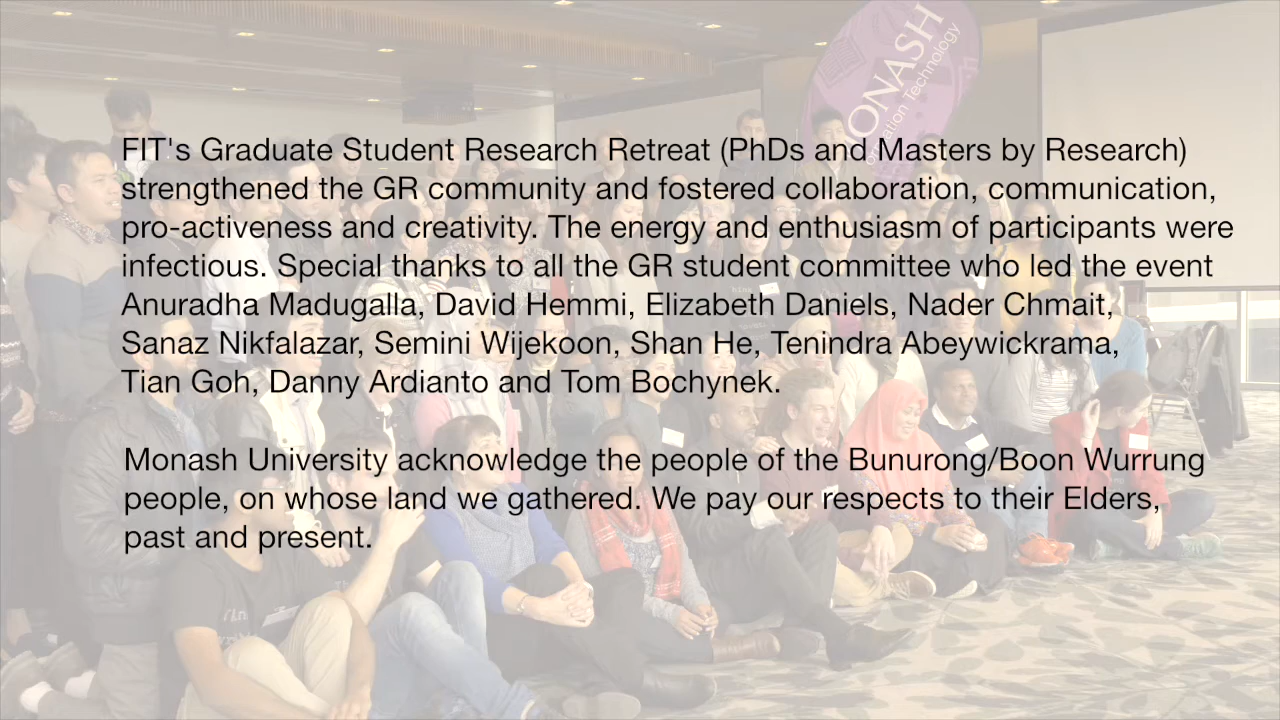 MONASH
Information Technology
FIT's Graduate Student Research Retreat (PhDs and Masters by Research)
strengthened the GR community and fostered collaboration, communication,
pro-activeness and creativity. The energy and enthusiasm of participants were
infectious. Special thanks to all the GR student committee who led the event
Anuradha Madugalla, David Hemmi, Elizabeth Daniels, Nader Chmait,
Sanaz Nikfalazar, Semini Wijekoon, Shan He, Tenindra Abeywickrama,
Tian Goh, Danny Ardianto and Tom Bochynek.
Monash University acknowledge the people of the Bunurong/Boon Wurrung
people, on whose land we gathered. We pay our respects to their Elders,
past and present.